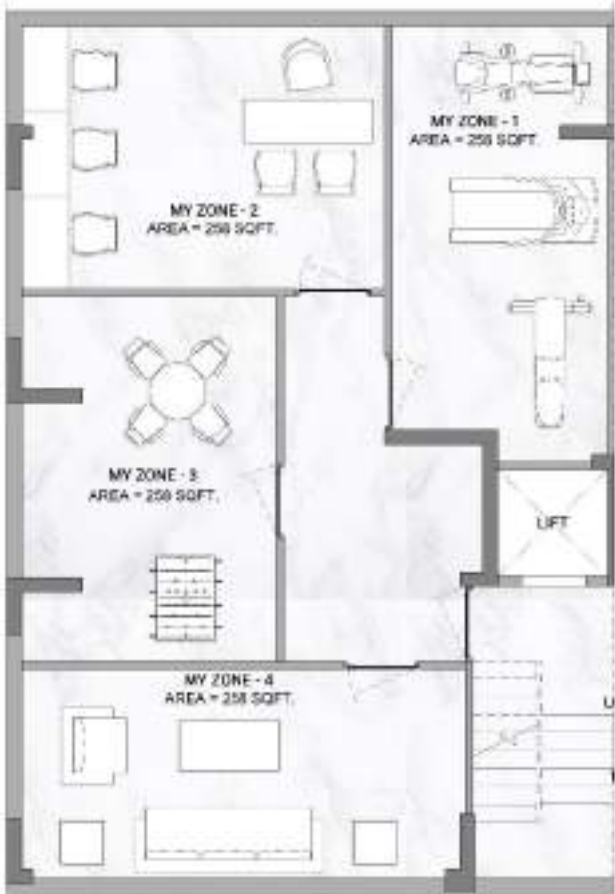 MY ZONE - 1
AREA = 258 SQFT.
MY ZONE - 2
AREA = 258 SQFT.
MY ZONE - 3
AREA = 258 SQFT.
LIFT
MY ZONE - 4
AREA = 258 SQFT.